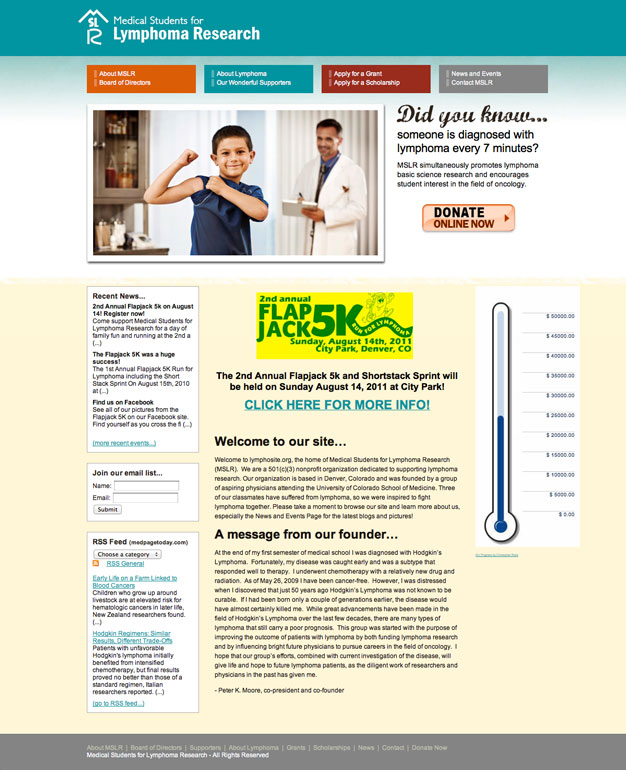 MSLR
Medical Students for
Lymphoma Research
About MSLR
Board of Directors
About Lymphoma
Our Wonderful Supporters
Apply for a Grant
Apply for a Scholarship
News and Events
Contact MSLR
Did you know...
someone is diagnosed with
lymphoma every 7 minutes?
MSLR simultaneously promotes lymphoma
basic science research and encourages
student interest in the field of oncology.
DONATE
ONLINE NOW
Recent News...
2nd Annual Flapjack 5k on August
14! Register now!
Come support Medical Students for
Lymphoma Research for a day of
family fun and running at the 2nd a
(...)
The Flapjack 5K was a huge
success!
The 1st Annual Flapjack 5K Run for
Lymphoma including the Short
Stack Sprint On August 15th, 2010
at (...)
Find us on Facebook
See all of our pictures from the
Flapjack 5K on our Facebook site.
Find yourself as you cross the fi (...)
(more recent events...)
Join our email list...
Name:
Email:
Submit
RSS Feed (medpagetoday.com)
Choose a category
RSS General
Early Life on a Farm Linked to
Blood Cancers
Children who grow up around
livestock are at elevated risk for
hematologic cancers in later life,
New Zealand researchers found.
(...)
Hodgkin Regimens: Similar
Results, Different Trade-Offs
Patients with unfavorable
Hodgkin's lymphoma initially
benefited from intensified
chemotherapy, but final results
proved no better than those of a
standard regimen, Italian
researchers reported. (...)
(go to RSS feed...)
2nd annual
FLAP
JACK 5K
RUN FOR LYMPHOMA
Sunday, August 14th, 2011
City Park, Denver, CO
The 2nd Annual Flapjack 5k and Shortstack Sprint will
be held on Sunday August 14, 2011 at City Park!
CLICK HERE FOR MORE INFO!
Welcome to our site...
Welcome to lymphosite.org, the home of Medical Students for Lymphoma Research
(MSLR). We are a 501(c)(3) nonprofit organization dedicated to supporting lymphoma
research. Our organization is based in Denver, Colorado and was founded by a group
of aspiring physicians attending the University of Colorado School of Medicine. Three
of our classmates have suffered from lymphoma, so we were inspired to fight
lymphoma together. Please take a moment to browse our site and learn more about us,
especially the News and Events Page for the latest blogs and pictures!
A message from our founder...
At the end of my first semester of medical school I was diagnosed with Hodgkin's
Lymphoma. Fortunately, my disease was caught early and was a subtype that
responded well to therapy. I underwent chemotherapy with a relatively new drug and
radiation. As of May 26, 2009 I have been cancer-free. However, I was distressed
when I discovered that just 50 years ago Hodgkin's Lymphoma was not known to be
curable. If I had been born only a couple of generations earlier, the disease would
have almost certainly killed me. While great advancements have been made in the
field of Hodgkin's Lymphoma over the last few decades, there are many types of
lymphoma that still carry a poor prognosis. This group was started with the purpose of
improving the outcome of patients with lymphoma by both funding lymphoma research
and by influencing bright future physicians to pursue careers in the field of oncology. I
hope that our group's efforts, combined with current investigation of the disease, will
give life and hope to future lymphoma patients, as the diligent work of researchers and
physicians in the past has given me.
- Peter K. Moore, co-president and co-founder
$ 50000.00
$ 45000.00
$ 40000.00
$ 35000.00
$ 30000.00
$ 25000.00
$ 20000.00
$ 15000.00
$ 10000.00
$ 5000.00
$ 0.00
About MSLR | Board of Directors | Supporters | About Lymphoma | Grants | Scholarships | News | Contact | Donate Now
Medical Students for Lymphoma Research - All Rights Reserved